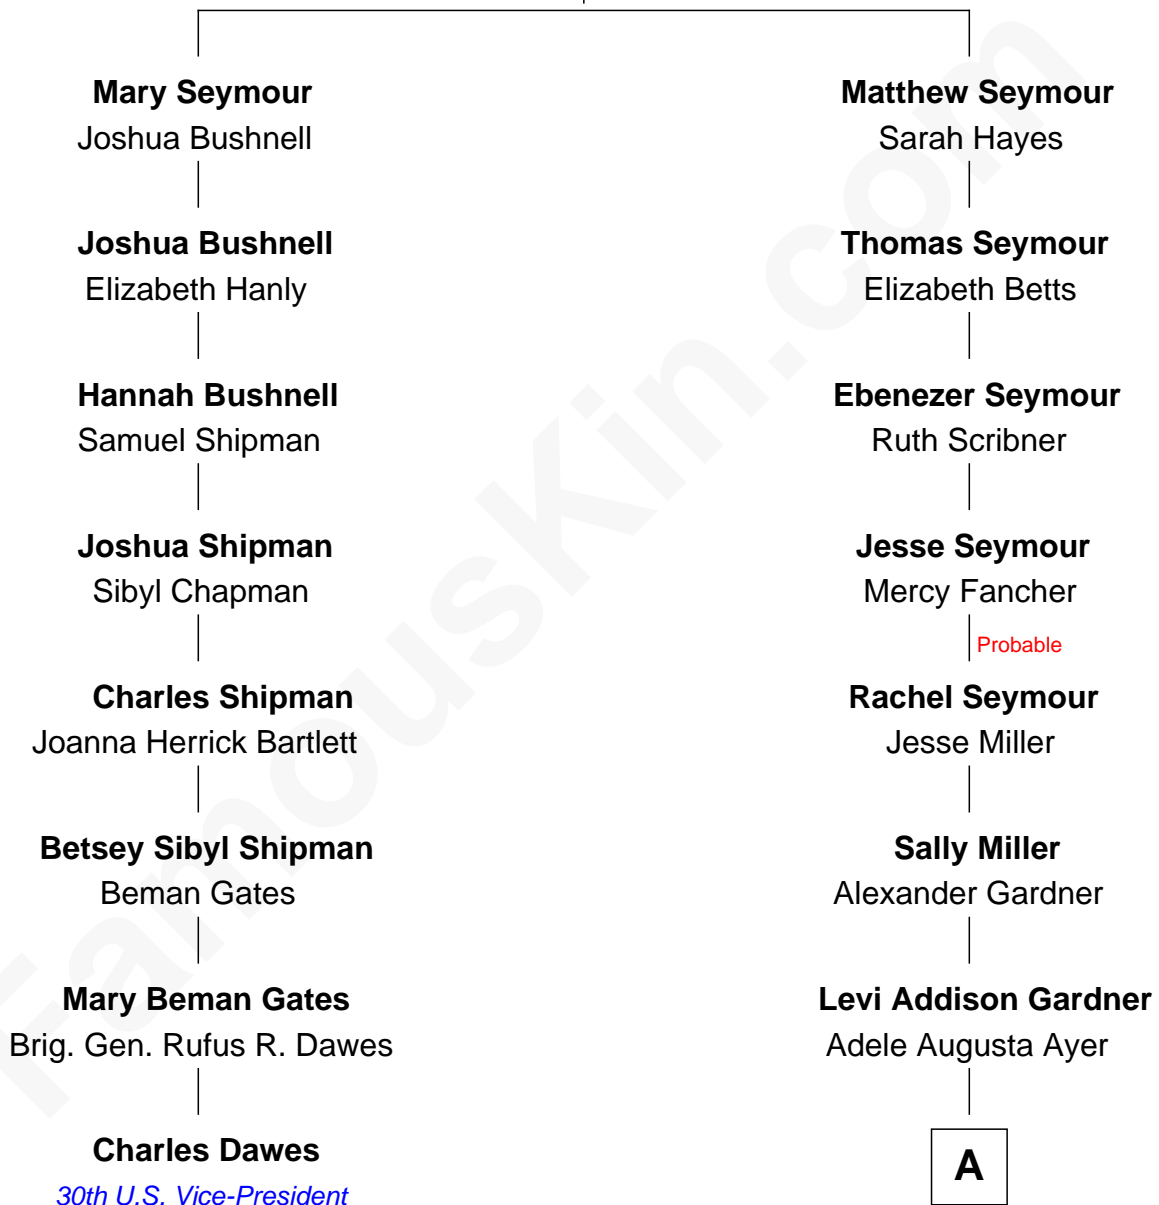 Mary Seymour
Joshua Bushnell
Matthew Seymour
Sarah Hayes
Joshua Bushnell
Elizabeth Hanly
Thomas Seymour
Elizabeth Betts
Hannah Bushnell
Samuel Shipman
Ebenezer Seymour
Ruth Scribner
Joshua Shipman
Sibyl Chapman
Jesse Seymour
Mercy Fancher
Probable
Charles Shipman
Joanna Herrick Bartlett
Rachel Seymour
Jesse Miller
Betsey Sibyl Shipman
Beman Gates
Sally Miller
Alexander Gardner
Mary Beman Gates
Brig. Gen. Rufus R. Dawes
Levi Addison Gardner
Adele Augusta Ayer
Charles Dawes
30th U.S. Vice-President
A
FamousKin.com